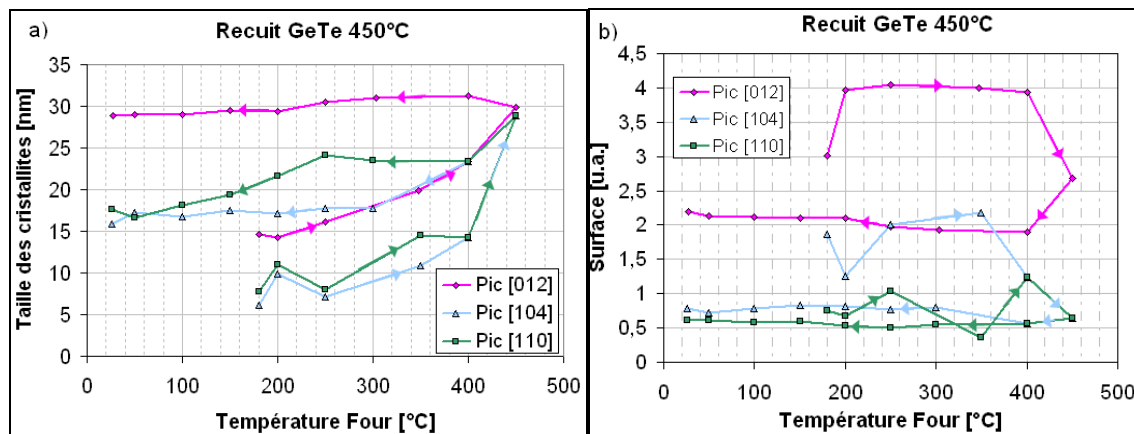 a)
Recuit GeTe 450°C
Taille des cristallites [nm]
35
30
25
20
15
10
5
0
Pic [012]
Pic [104]
Pic [110]
0 100 200 300 400 500
Température Four [°C]
b)
Recuit GeTe 450°C
Surface [u.a.]
4,5
4
3,5
3
2,5
2
1,5
1
0,5
0
Pic [012]
Pic [104]
Pic [110]
0 100 200 300 400 500
Température Four [°C]